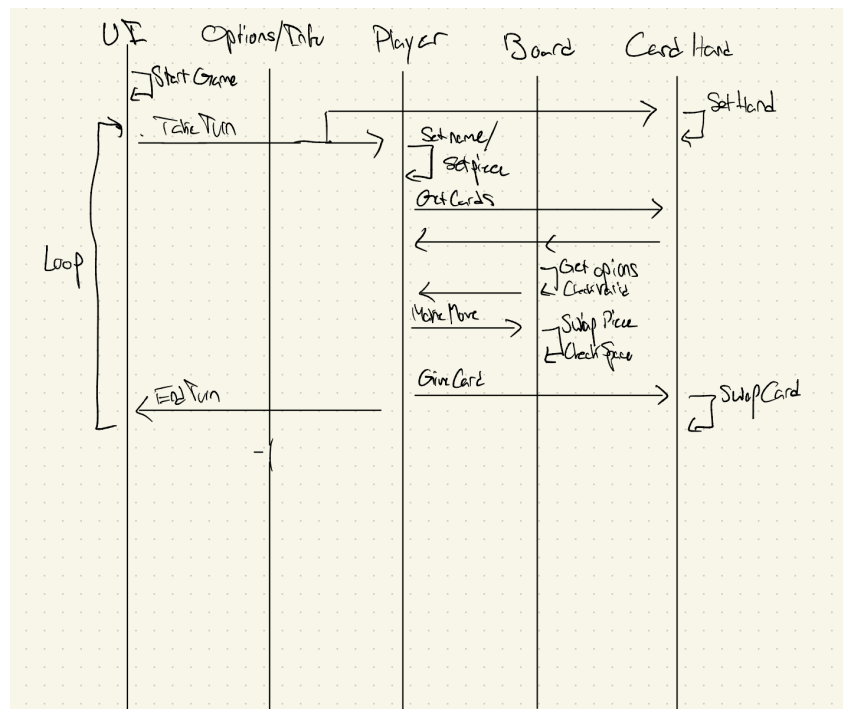 UI
Options/Info
Player
Board
Card Hand
Start Game
Set Hand
Take Turn
Set name/
Set piece
Get Cards
Loop
Get opions
Check Valid
Make Move
Swap Piece
Check Space
Give Card
Swap Card
End Turn